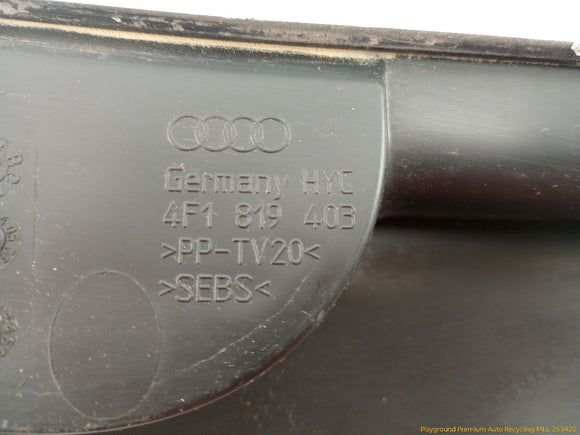 Germany HYC
4F1 819 403
>PP-TV20<
>SEBS<
Playground Premium Auto Recycling-MLL-253420